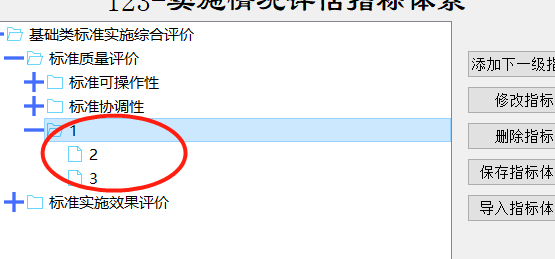 123-实施情况评估指标体系
基础类标准实施综合评价
标准质量评价
标准可操作性
标准协调性
1
2
3
标准实施效果评价
添加下一级指
修改指标
删除指标
保存指标体
导入指标体